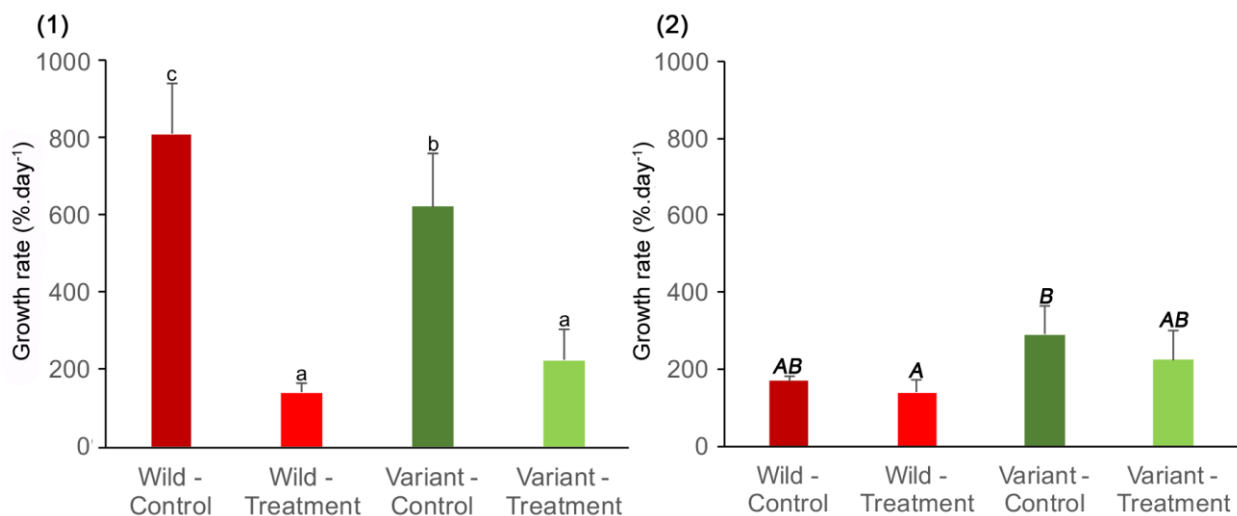 (1)
Growth rate (%.day⁻¹)
1000
800
600
400
200
0
c
a
b
a
Wild -
Control
Wild -
Treatment
Variant -
Control
Variant -
Treatment
(2)
Growth rate (%.day⁻¹)
1000
800
600
400
200
0
AB
A
B
AB
Wild -
Control
Wild -
Treatment
Variant -
Control
Variant -
Treatment